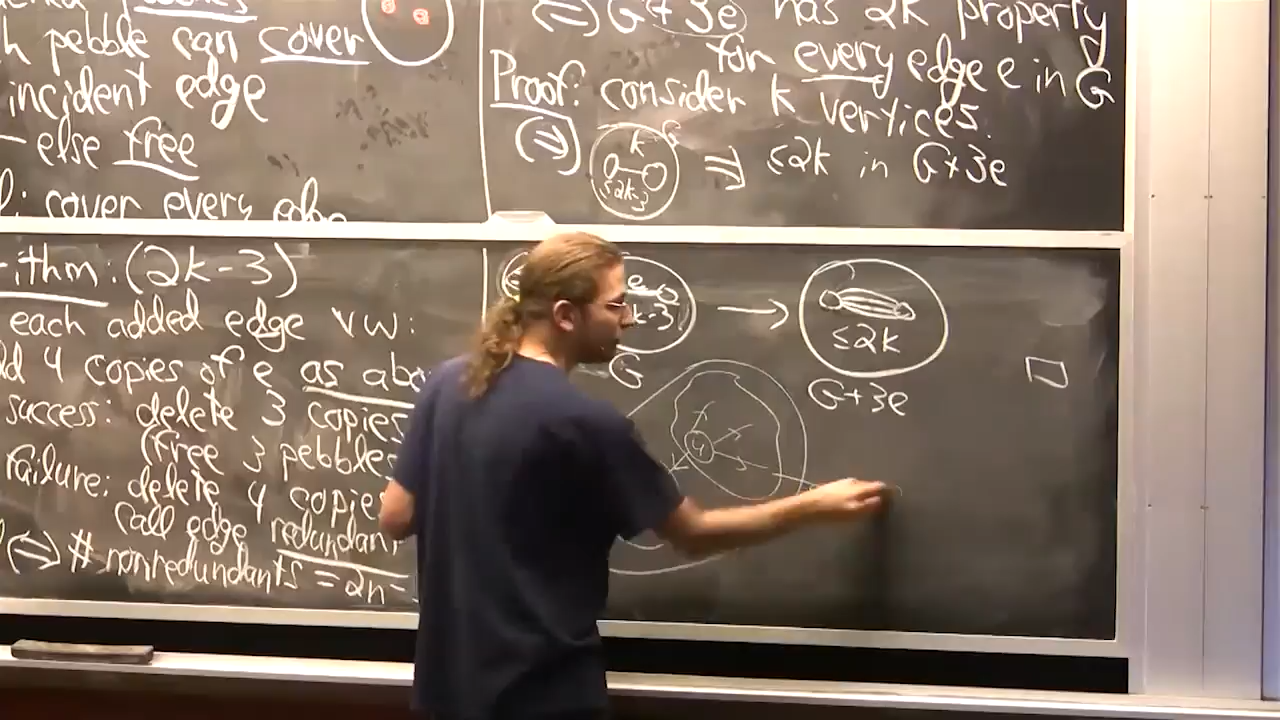 h pebble can cover
incident edge
- else free
: cover every edge
⇔ G + 3e has 2k property
for every edge e in G
Proof: consider k vertices.
(⇒) k G ≤2k-3 ⇒ ≤2k in G+3e
ithm: (2k-3)
each added edge vw:
4 copies of e as abo
success: delete 3 copies
(free 3 pebbles
failure: delete 4 copies
call edge redundant
⇔ # nonredundants = 2n-
e
k-3
G
→
≤2k
G+3e
□
4